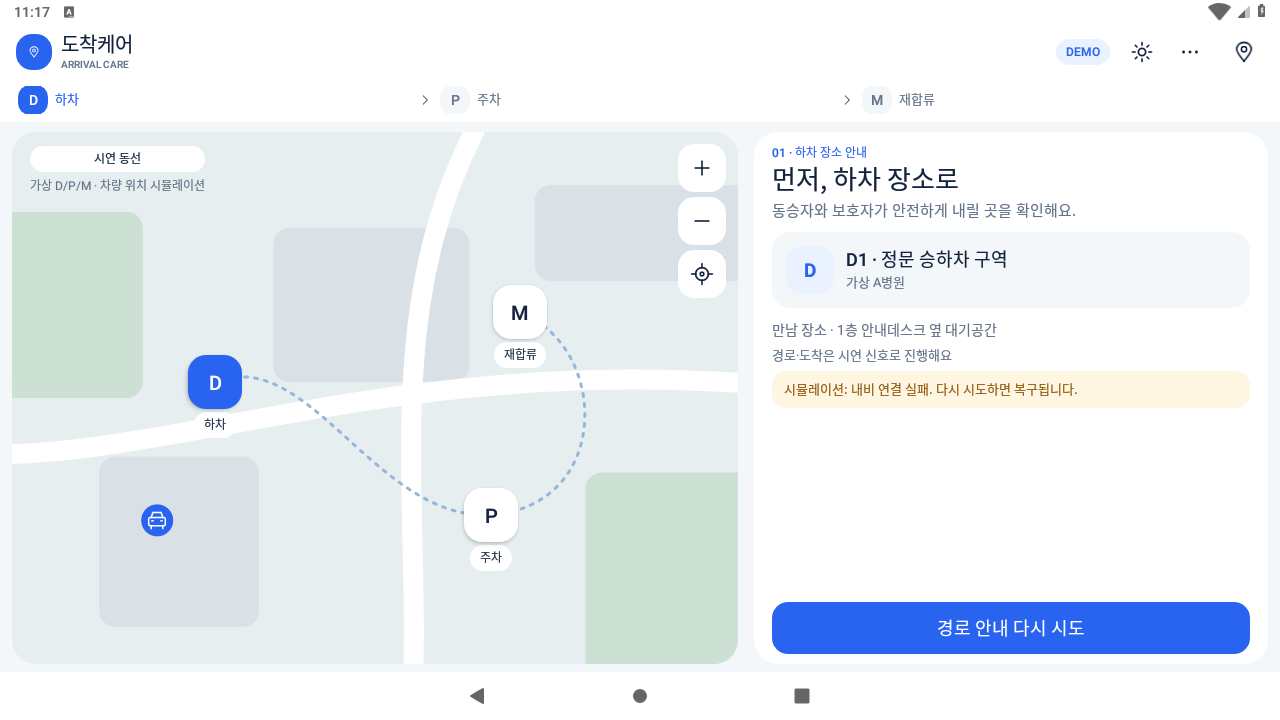 11:17
도착케어
ARRIVAL CARE
DEMO
D 하차
P 주차
M 재합류
시연 동선
가상 D/P/M · 차량 위치 시뮬레이션
M
재합류
D
하차
P
주차
01 · 하차 장소 안내
먼저, 하차 장소로
동승자와 보호자가 안전하게 내릴 곳을 확인해요.
D
D1 · 정문 승하차 구역
가상 A병원
만남 장소 · 1층 안내데스크 옆 대기공간
경로·도착은 시연 신호로 진행해요
시뮬레이션: 내비 연결 실패. 다시 시도하면 복구됩니다.
경로 안내 다시 시도